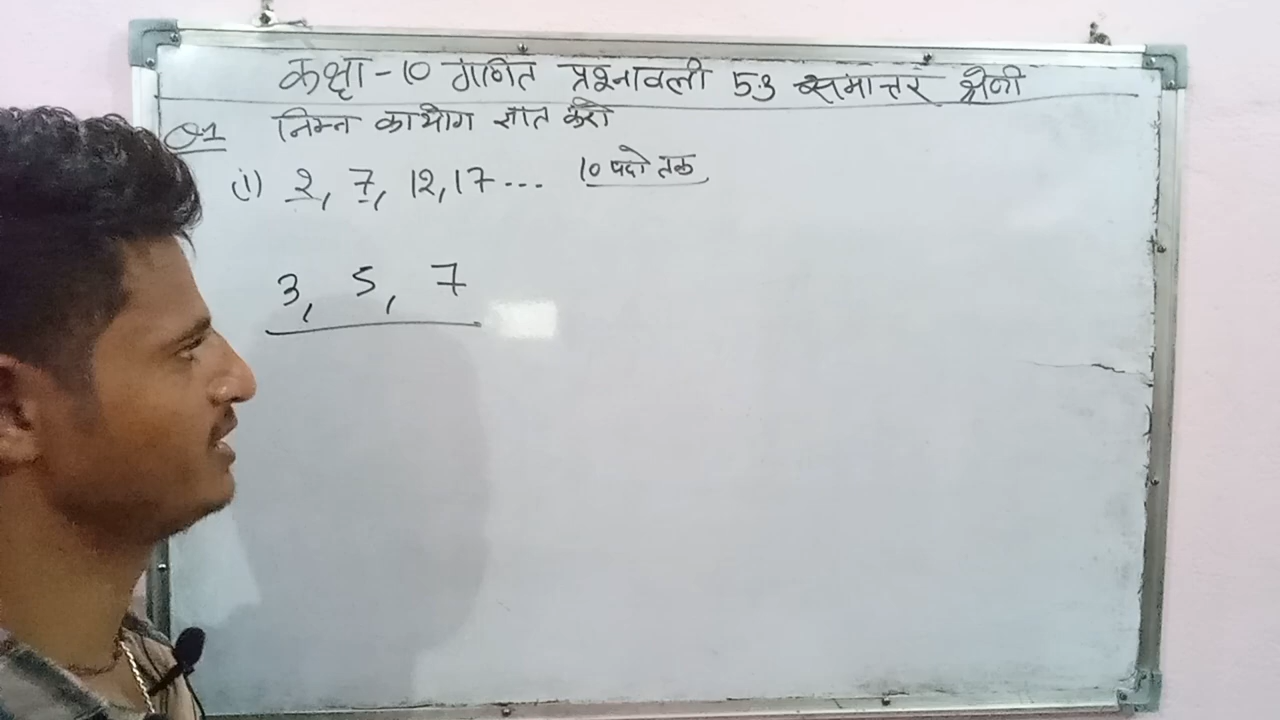 कक्षा-10 गणित प्रश्नावली 5.3 समान्तर श्रेणी
Q1 निम्न का योग ज्ञात करो
(i) 2, 7, 12, 17 --- 10 पदो तक
3, 5, 7